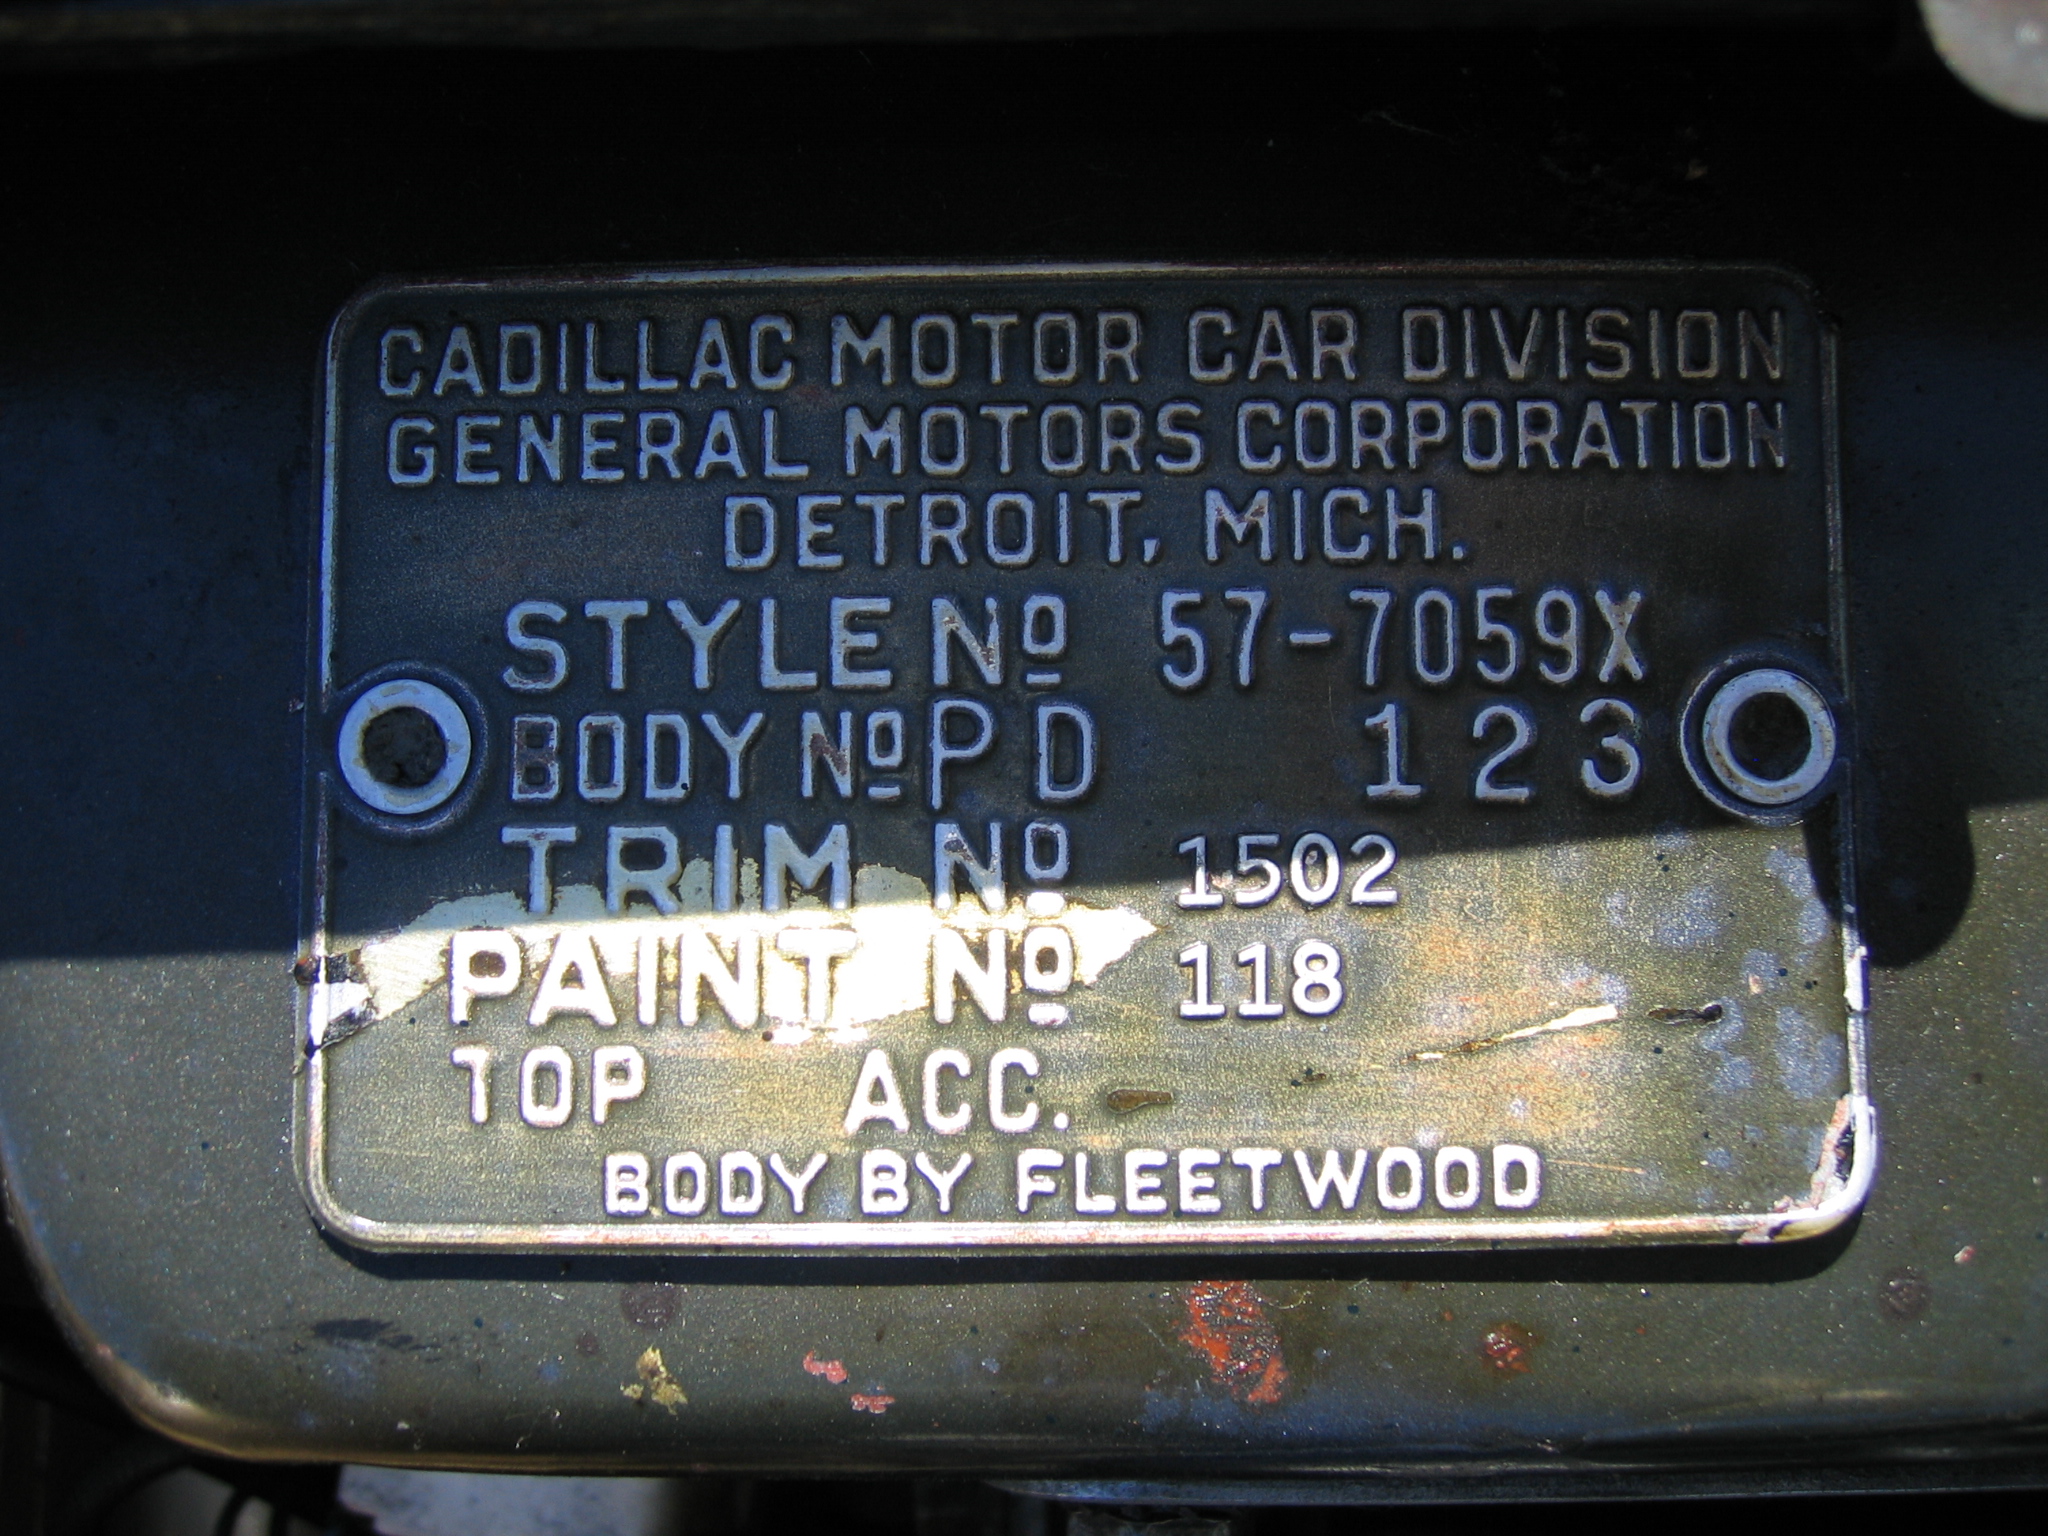 CADILLAC MOTOR CAR DIVISION
GENERAL MOTORS CORPORATION
DETROIT, MICH.
STYLE Nº 57-7059X
BODY Nº PD 123
TRIM Nº 1502
PAINT Nº 118
TOP ACC.
BODY BY FLEETWOOD